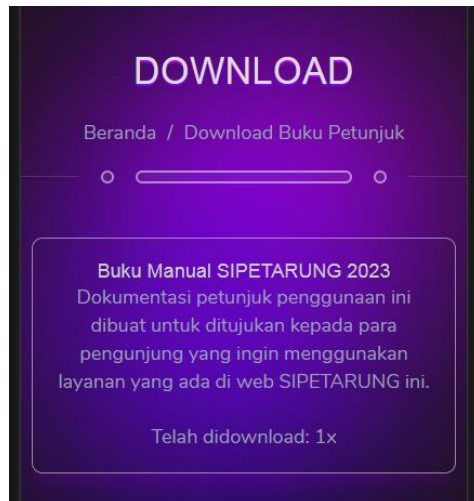 DOWNLOAD
Beranda / Download Buku Petunjuk
Buku Manual SIPETARUNG 2023
Dokumentasi petunjuk penggunaan ini
dibuat untuk ditujukan kepada para
pengunjung yang ingin menggunakan
layanan yang ada di web SIPETARUNG ini.
Telah didownload: 1x